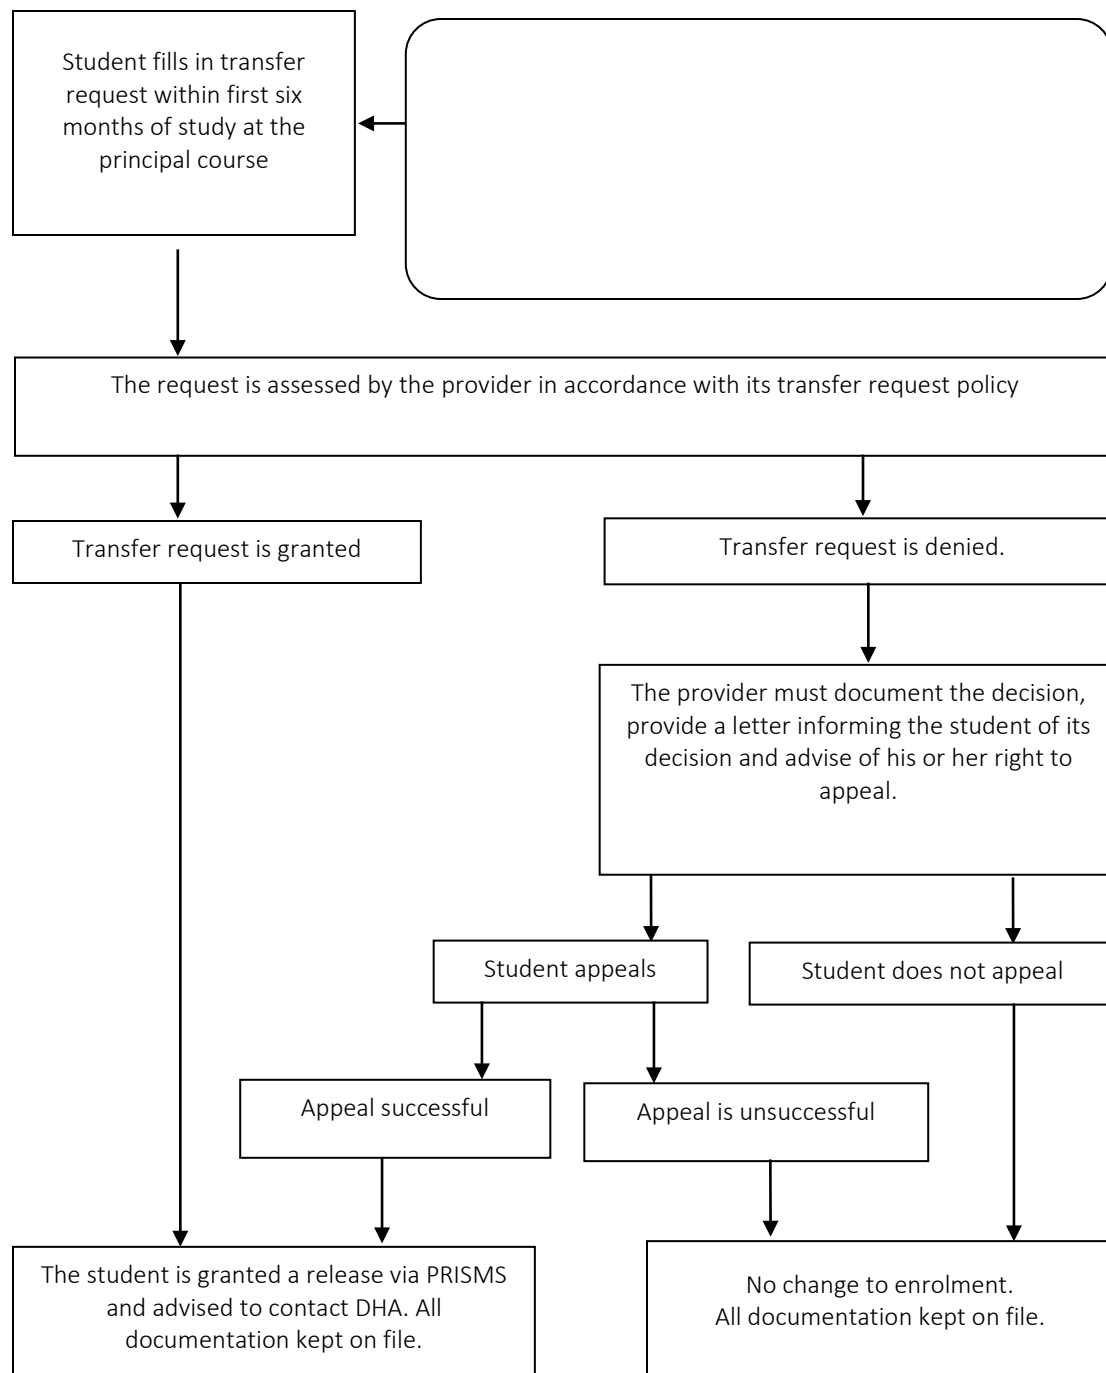 Student fills in transfer
request within first six
months of study at the
principal course
The request is assessed by the provider in accordance with its transfer request policy
Transfer request is granted
Transfer request is denied.
The provider must document the decision,
provide a letter informing the student of its
decision and advise of his or her right to
appeal.
Student appeals
Student does not appeal
Appeal successful
Appeal is unsuccessful
The student is granted a release via PRISMS
and advised to contact DHA. All
documentation kept on file.
No change to enrolment.
All documentation kept on file.